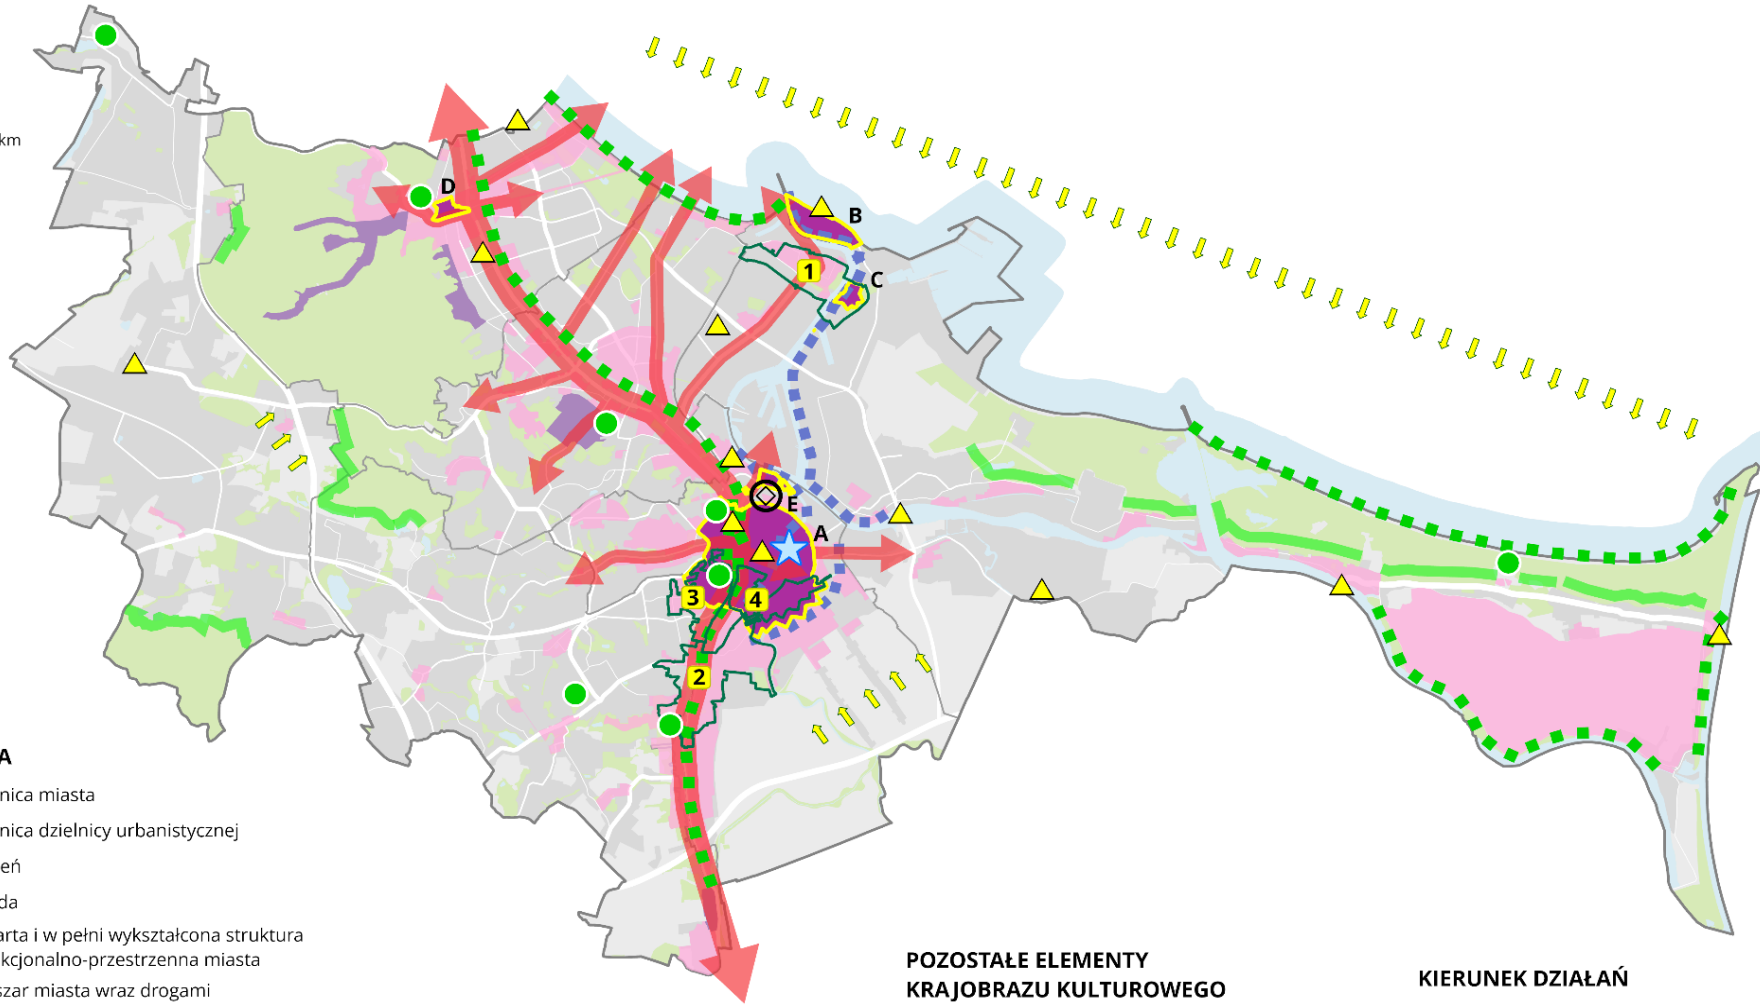 km
D
B
1
C
E
A
3
4
2
A
nica miasta
nica dzielnicy urbanistycznej
eń
da
arta i w pełni wykształcona struktura
kcjonalno-przestrzenna miasta
szar miasta wraz drogami
POZOSTAŁE ELEMENTY
KRAJOBRAZU KULTUROWEGO
KIERUNEK DZIAŁAŃ